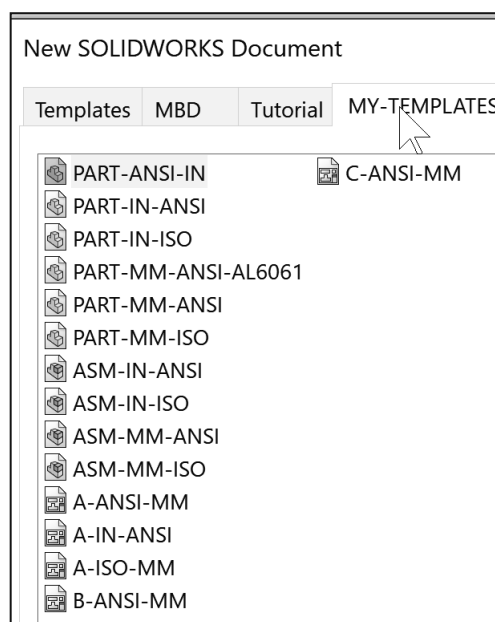 New SOLIDWORKS Document
Templates MBD Tutorial MY-TEMPLATES
PART-ANSI-IN
PART-IN-ANSI
PART-IN-ISO
PART-MM-ANSI-AL6061
PART-MM-ANSI
PART-MM-ISO
ASM-IN-ANSI
ASM-IN-ISO
ASM-MM-ANSI
ASM-MM-ISO
A-ANSI-MM
A-IN-ANSI
A-ISO-MM
B-ANSI-MM
C-ANSI-MM